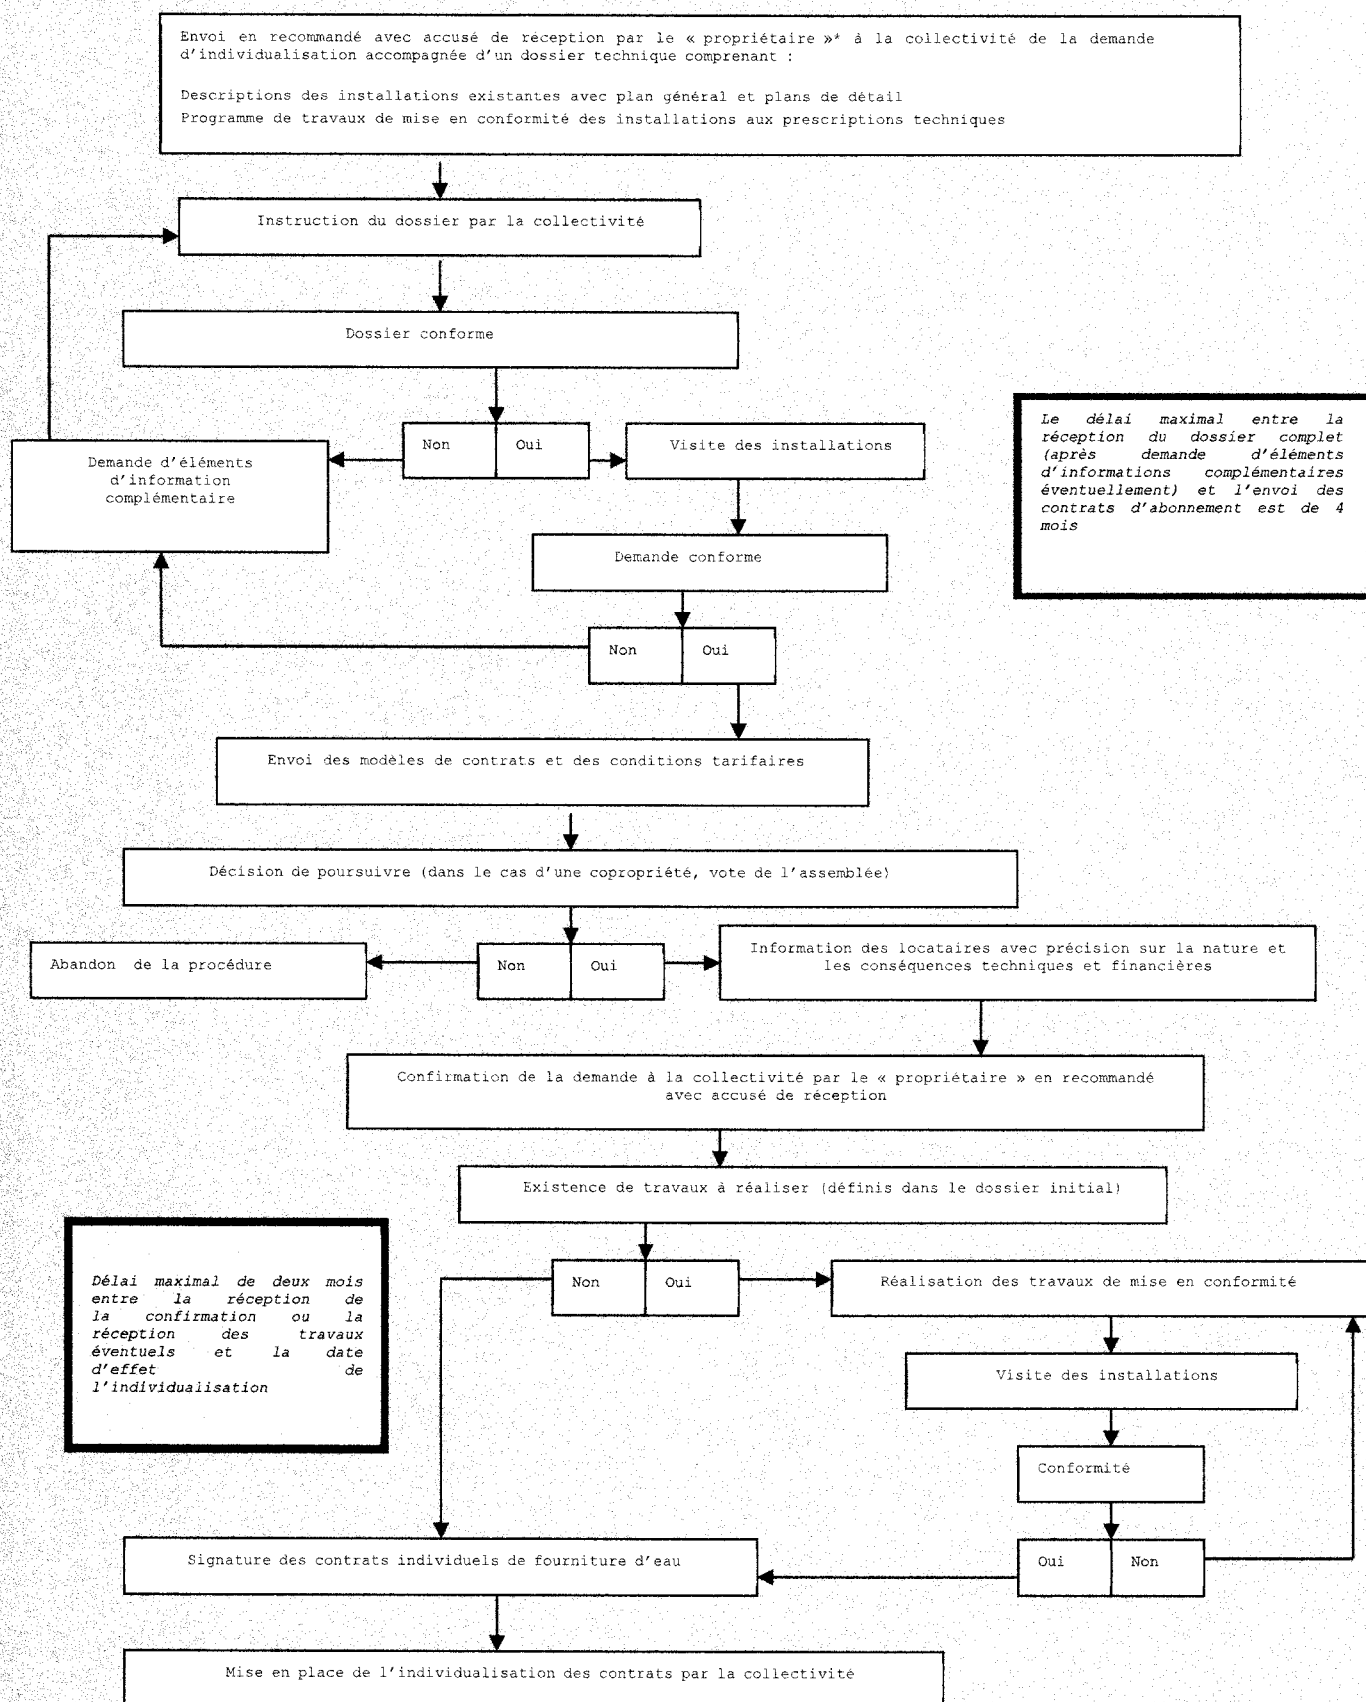 Envoi en recommandé avec accusé de réception par le « propriétaire »* à la collectivité de la demande
d'individualisation accompagnée d'un dossier technique comprenant :
Descriptions des installations existantes avec plan général et plans de détail
Programme de travaux de mise en conformité des installations aux prescriptions techniques
Instruction du dossier par la collectivité
Dossier conforme
Non
Oui
Visite des installations
Demande d'éléments
d'information
complémentaire
Le délai maximal entre la
réception du dossier complet
(après demande d'éléments
d'informations complémentaires
éventuellement) et l'envoi des
contrats d'abonnement est de 4
mois
Demande conforme
Non
Oui
Envoi des modèles de contrats et des conditions tarifaires
Décision de poursuivre (dans le cas d'une copropriété, vote de l'assemblée)
Abandon de la procédure
Non
Oui
Information des locataires avec précision sur la nature et
les conséquences techniques et financières
Confirmation de la demande à la collectivité par le « propriétaire » en recommandé
avec accusé de réception
Existence de travaux à réaliser (définis dans le dossier initial)
Délai maximal de deux mois
entre la réception de
la confirmation ou la
réception des travaux
éventuels et la date
d'effet de
l'individualisation
Non
Oui
Réalisation des travaux de mise en conformité
Visite des installations
Conformité
Oui
Non
Signature des contrats individuels de fourniture d'eau
Mise en place de l'individualisation des contrats par la collectivité